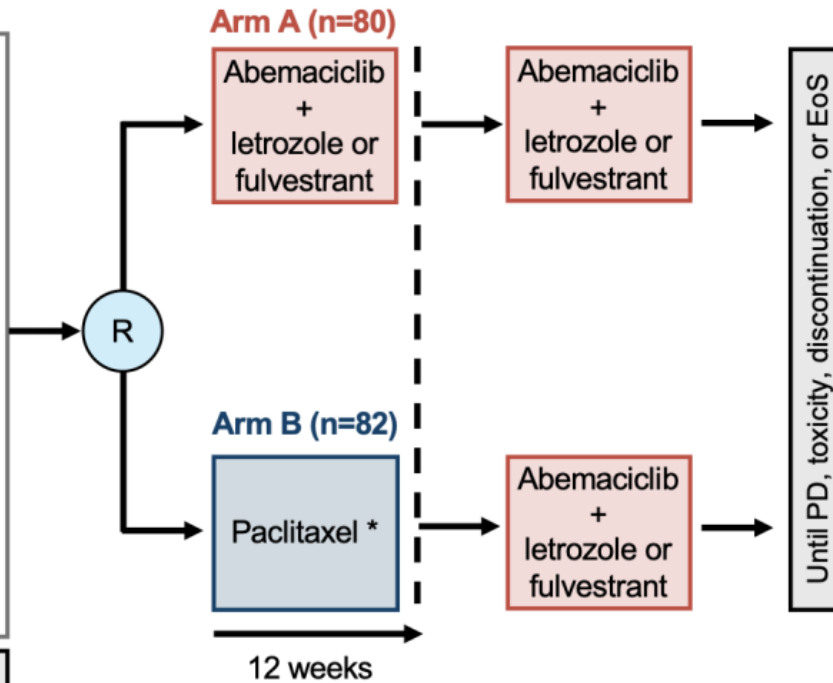 Arm A (n=80)
Abemaciclib
+
letrozole or
fulvestrant
Abemaciclib
+
letrozole or
fulvestrant
R
Arm B (n=82)
Paclitaxel *
Abemaciclib
+
letrozole or
fulvestrant
12 weeks
Until PD, toxicity, discontinuation, or EoS